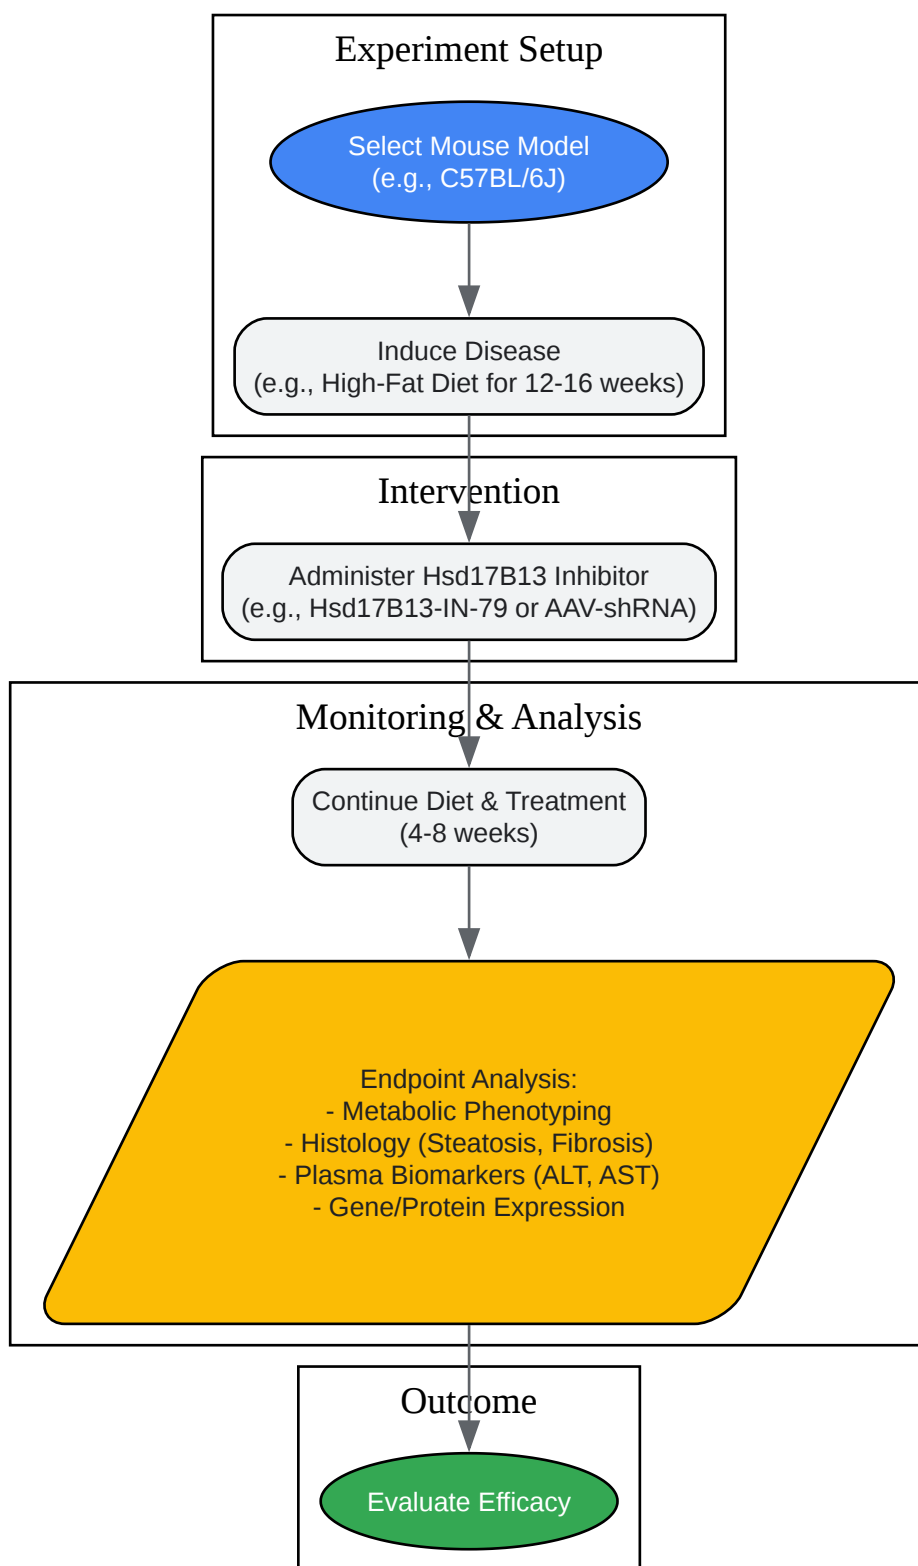 Experiment Setup
Select Mouse Model
(e.g., C57BL/6J)
Induce Disease
(e.g., High-Fat Diet for 12-16 weeks)
Intervention
Administer Hsd17B13 Inhibitor
(e.g., Hsd17B13-IN-79 or AAV-shRNA)
Monitoring & Analysis
Continue Diet & Treatment
(4-8 weeks)
Endpoint Analysis:
- Metabolic Phenotyping
- Histology (Steatosis, Fibrosis)
- Plasma Biomarkers (ALT, AST)
- Gene/Protein Expression
Outcome
Evaluate Efficacy